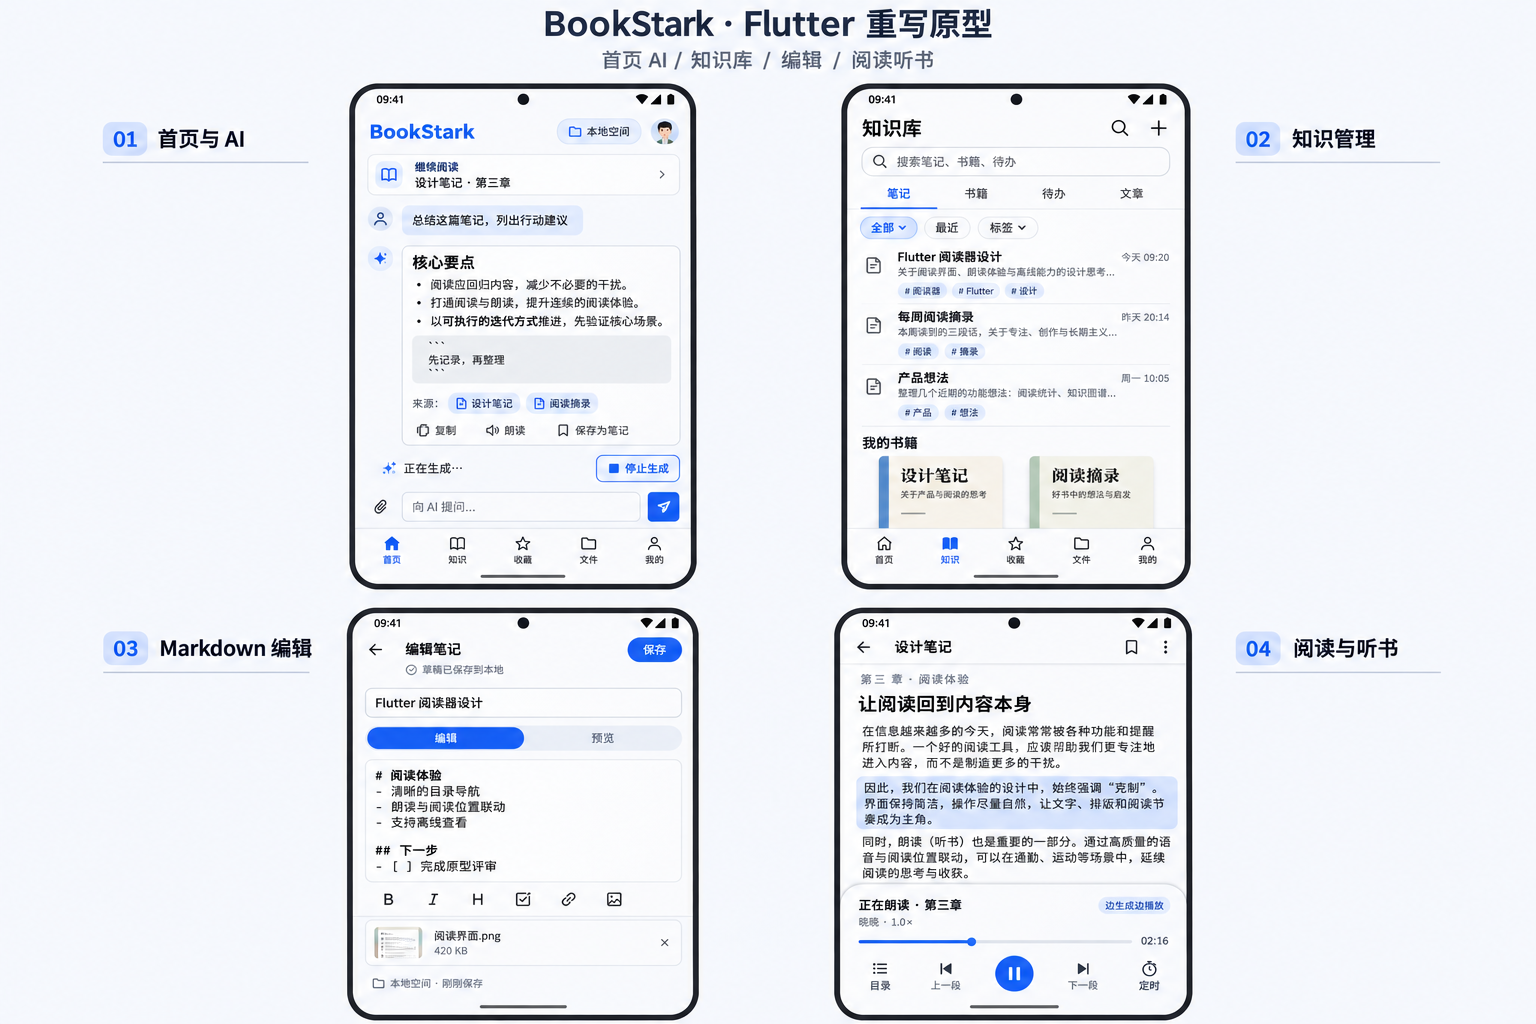 BookStark · Flutter 重写原型
首页 AI / 知识库 / 编辑 / 阅读听书
01 首页与 AI
09:41
BookStark
本地空间
继续阅读
设计笔记 · 第三章
总结这篇笔记，列出行动建议
核心要点
• 阅读应回归内容，减少不必要的干扰。
• 打通阅读与朗读，提升连续的阅读体验。
• 以可执行的迭代方式推进，先验证核心场景。
```
先记录，再整理
```
来源： 设计笔记 阅读摘录
复制 朗读 保存为笔记
正在生成… 停止生成
向 AI 提问...
首页 知识 收藏 文件 我的
02 知识管理
09:41
知识库
搜索笔记、书籍、待办
笔记 书籍 待办 文章
全部 最近 标签
Flutter 阅读器设计 今天 09:20
关于阅读界面、朗读体验与离线能力的设计思考...
# 阅读器 # Flutter # 设计
每周阅读摘录 昨天 20:14
本周读到的三段话，关于专注、创作与长期主义...
# 阅读 # 摘录
产品想法 周一 10:05
整理几个近期的功能想法：阅读统计、知识图谱...
# 产品 # 想法
我的书籍
设计笔记
关于产品与阅读的思考
阅读摘录
好书中的想法与启发
首页 知识 收藏 文件 我的
03 Markdown 编辑
09:41
编辑笔记 保存
草稿已保存到本地
Flutter 阅读器设计
编辑 预览
# 阅读体验
- 清晰的目录导航
- 朗读与阅读位置联动
- 支持离线查看
## 下一步
- [ ] 完成原型评审
B I H
阅读界面.png
420 KB
本地空间 · 刚刚保存
04 阅读与听书
09:41
设计笔记
第三章 · 阅读体验
让阅读回到内容本身
在信息越来越多的今天，阅读常常被各种功能和提醒
所打断。一个好的阅读工具，应该帮助我们更专注地
进入内容，而不是制造更多的干扰。
因此，我们在阅读体验的设计中，始终强调“克制”。
界面保持简洁，操作尽量自然，让文字、排版和阅读节
奏成为主角。
同时，朗读（听书）也是重要的一部分。通过高质量的语
音与阅读位置联动，可以在通勤、运动等场景中，延续
阅读的思考与收获。
正在朗读 · 第三章 边生成边播放
晓晓 · 1.0×
02:16
目录 上一段 下一段 定时